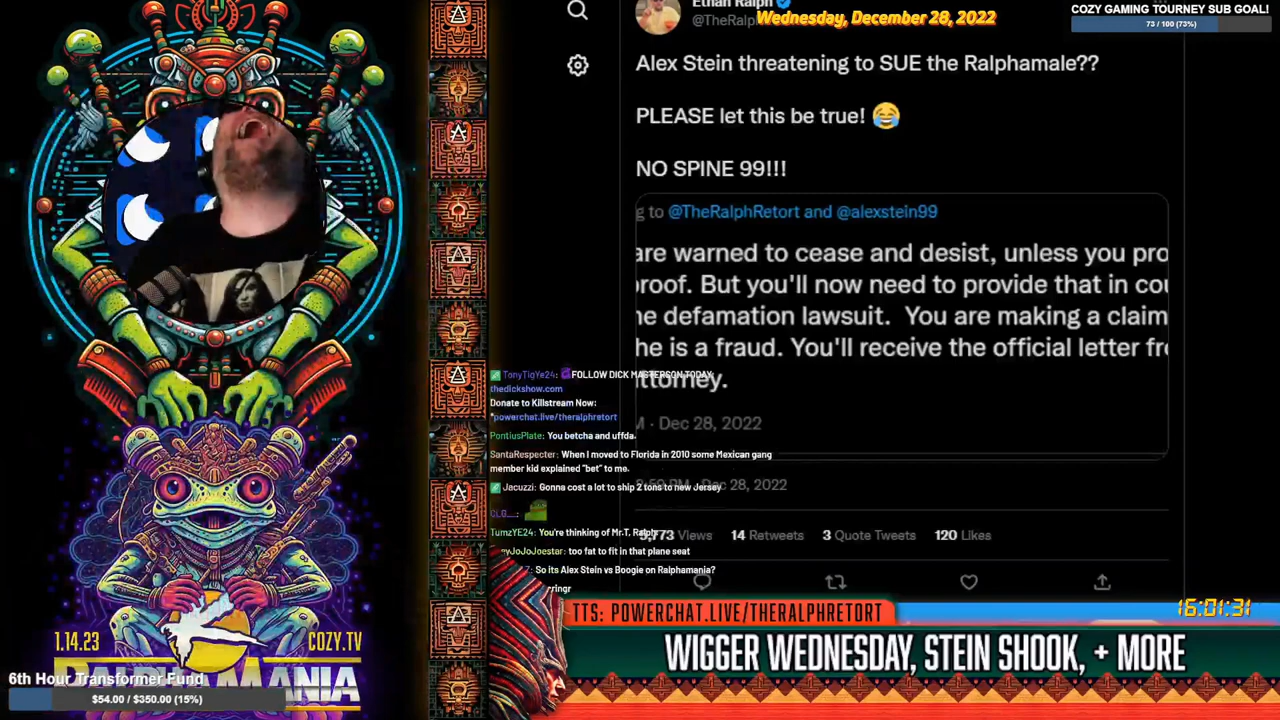 Ethan Ralph
@TheRalp
Wednesday, December 28, 2022
COZY GAMING TOURNEY SUB GOAL!
73 / 100 (73%)
Alex Stein threatening to SUE the Ralphamale??
PLEASE let this be true! 😂
NO SPINE 99!!!
g to @TheRalphRetort and @alexstein99
are warned to cease and desist, unless you pro
proof. But you'll now need to provide that in cou
he defamation lawsuit. You are making a claim
he is a fraud. You'll receive the official letter fr
ttorney.
M · Dec 28, 2022
Dec 28, 2022
773 Views 14 Retweets 3 Quote Tweets 120 Likes
TonyTigYe24: FOLLOW DICK MASTERSON TODAY
thedickshow.com
Donate to Killstream Now:
*powerchat.live/theralphretort
PontiusPlate: You betcha and uffda.
SantaRespecter: When I moved to Florida in 2010 some Mexican gang
member kid explained "bet" to me.
Jacuzzi: Gonna cost a lot to ship 2 tons to new Jersey
CLG__:
TumzYE24: You're thinking of Mr.T, Ralph
yJoJoJoestar: too fat to fit in that plane seat
So its Alex Stein vs Boogie on Ralphamania?
TTS: POWERCHAT.LIVE/THERALPHRETORT
16:01:31
WIGGER WEDNESDAY, STEIN SHOOK, + MORE
1.14.23
COZY.TV
RALPHAMANIA
6th Hour Transformer Fund
$54.00 / $350.00 (15%)